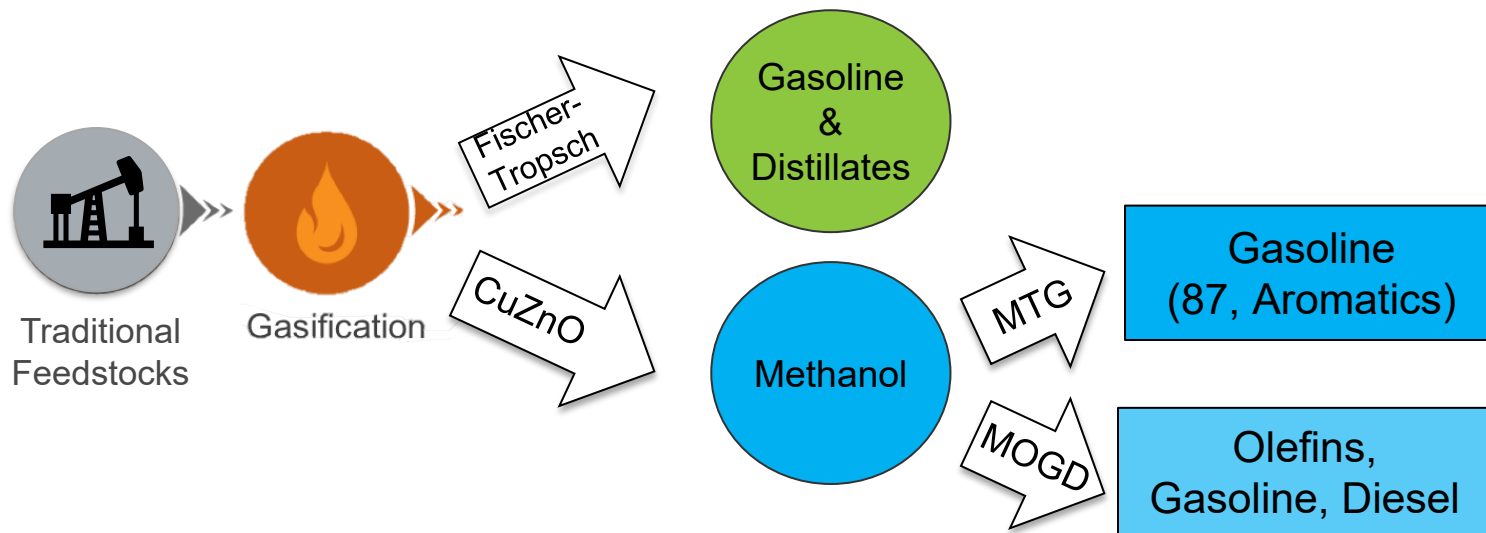 Traditional
Feedstocks
Gasification
Fischer-
Tropsch
CuZnO
Gasoline
&
Distillates
Methanol
MTG
MOGD
Gasoline
(87, Aromatics)
Olefins,
Gasoline, Diesel